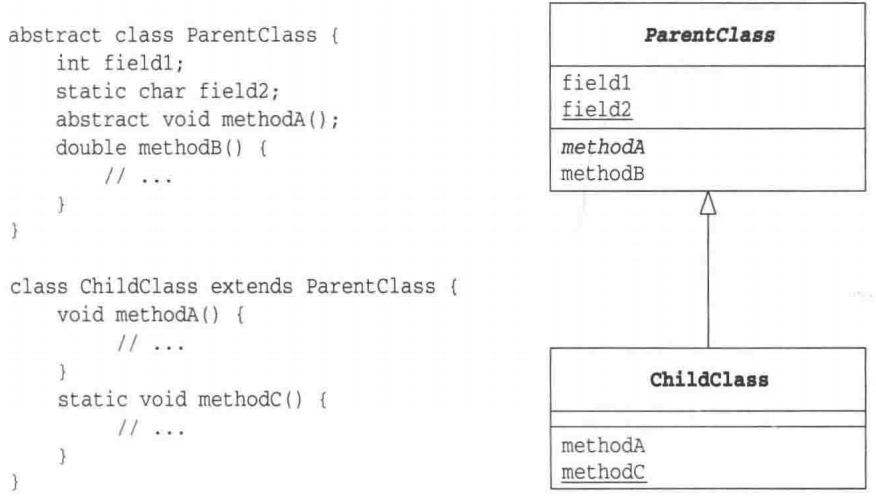 abstract class ParentClass {
    int field1;
    static char field2;
    abstract void methodA();
    double methodB() {
        // ...
    }
}

class ChildClass extends ParentClass {
    void methodA() {
        // ...
    }
    static void methodC() {
        // ...
    }
}

ParentClass
field1
field2
methodA
methodB

ChildClass
methodA
methodC